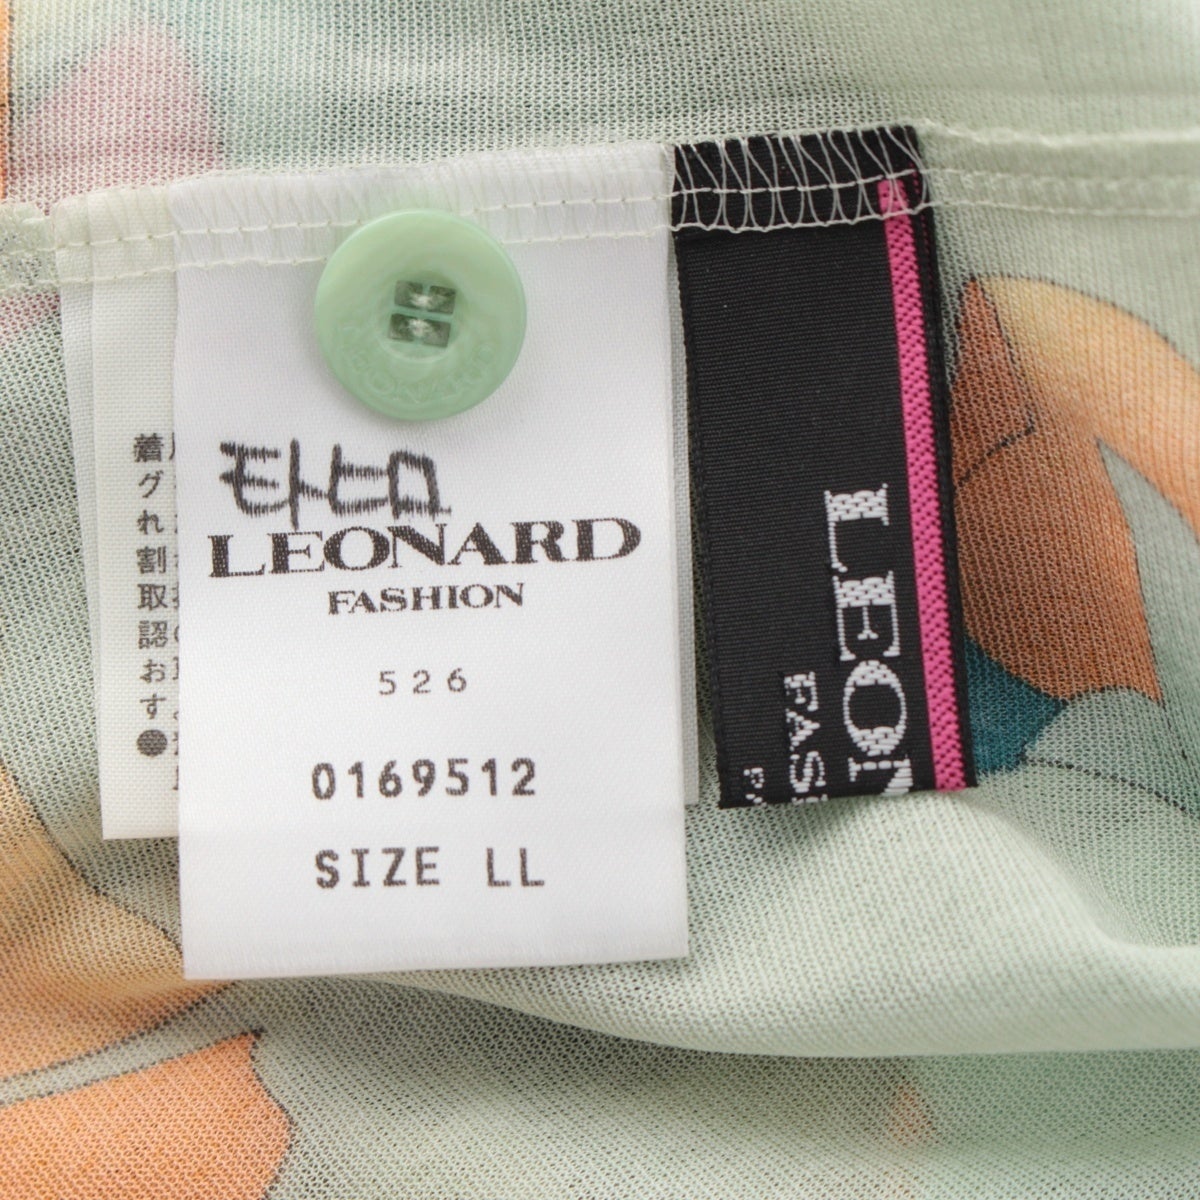 LEONARD
モトヒロ
LEONARD
FASHION
526
0169512
SIZE LL
着
グ
れ
割
取
認
お
す
●
LEON
FAS